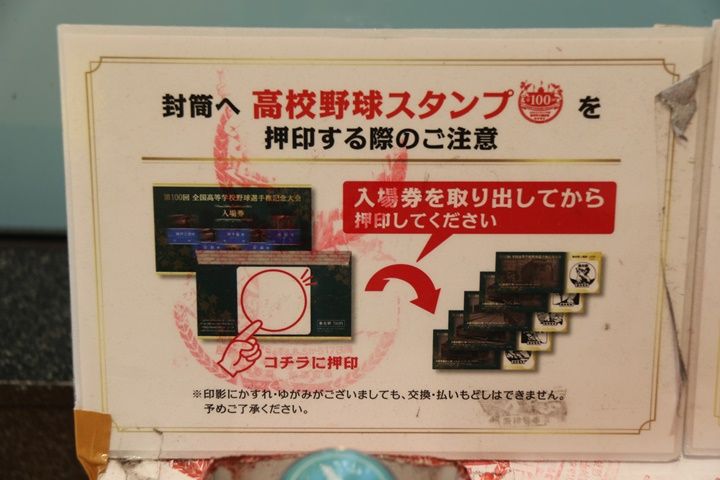 封筒へ 高校野球スタンプ 100 を
押印する際のご注意
第100回 全国高等学校野球選手権記念大会
入場券
入場券を取り出してから
押印してください
コチラに押印
※印影にかすれ・ゆがみがございましても、交換・払いもどしはできません。
予めご了承ください。